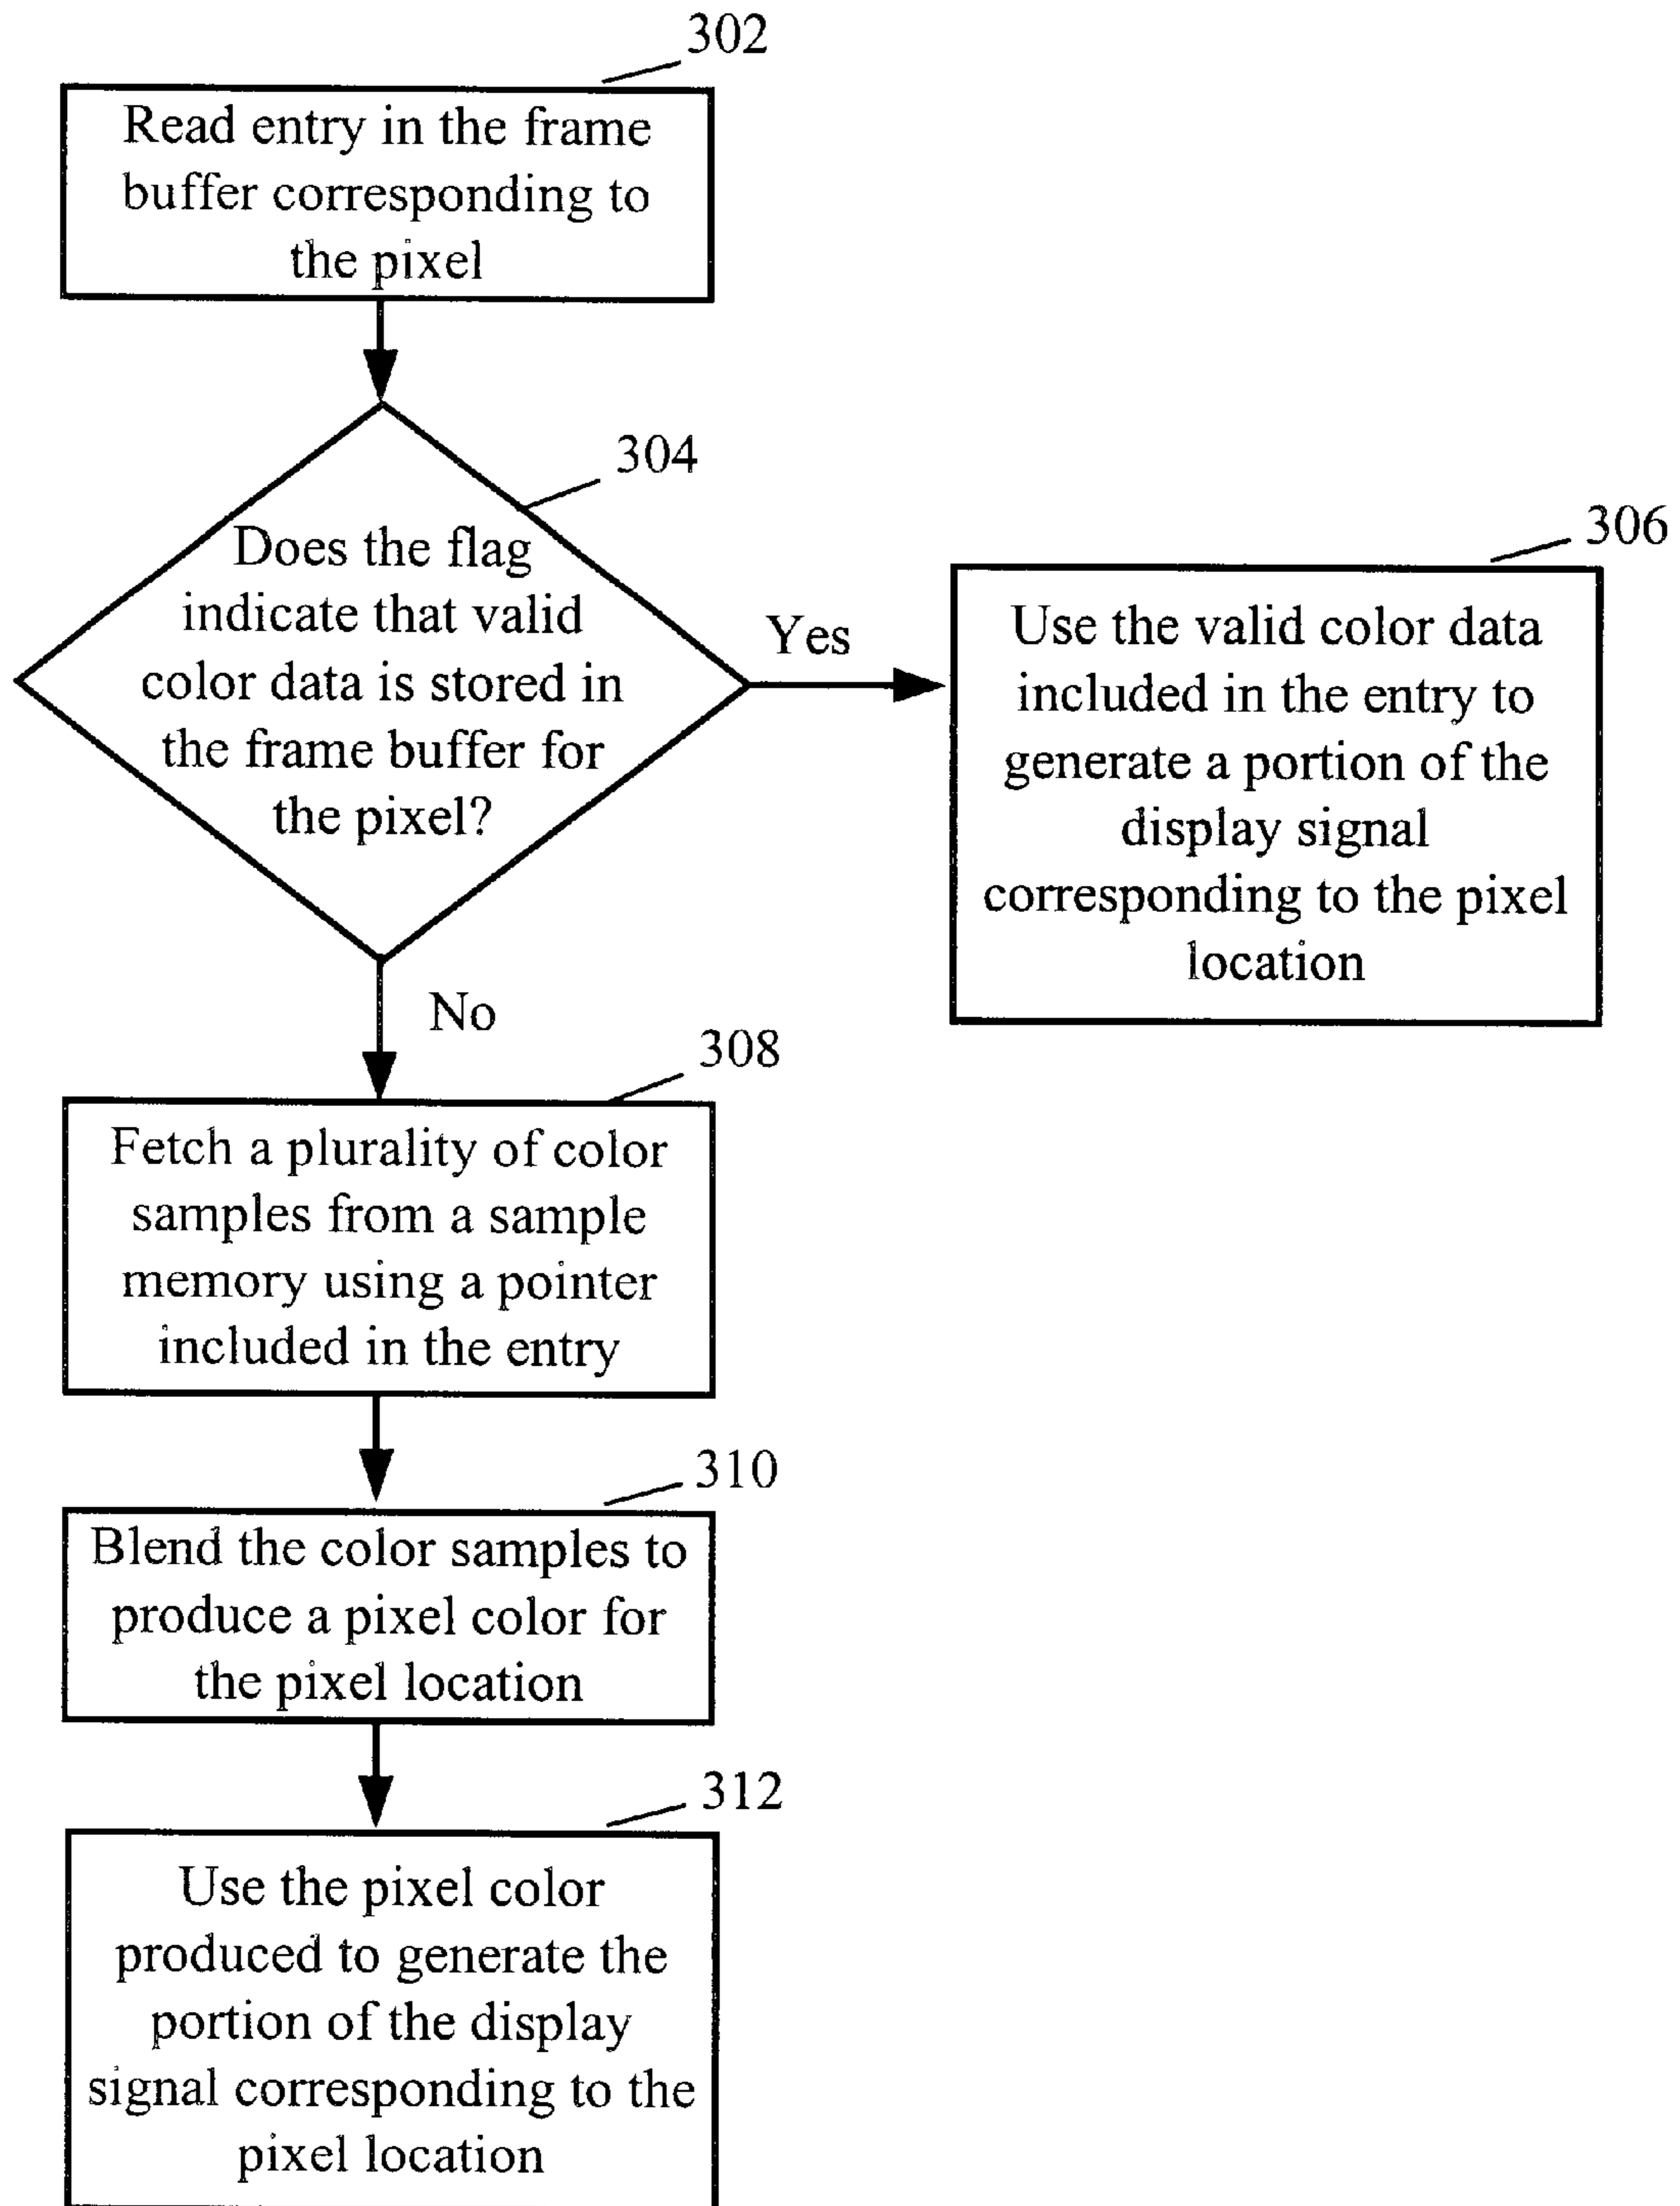 302
Read entry in the frame
buffer corresponding to
the pixel
304
Does the flag
indicate that valid
color data is stored in
the frame buffer for
the pixel?
Yes
306
Use the valid color data
included in the entry to
generate a portion of the
display signal
corresponding to the pixel
location
No
308
Fetch a plurality of color
samples from a sample
memory using a pointer
included in the entry
310
Blend the color samples to
produce a pixel color for
the pixel location
312
Use the pixel color
produced to generate the
portion of the display
signal corresponding to the
pixel location